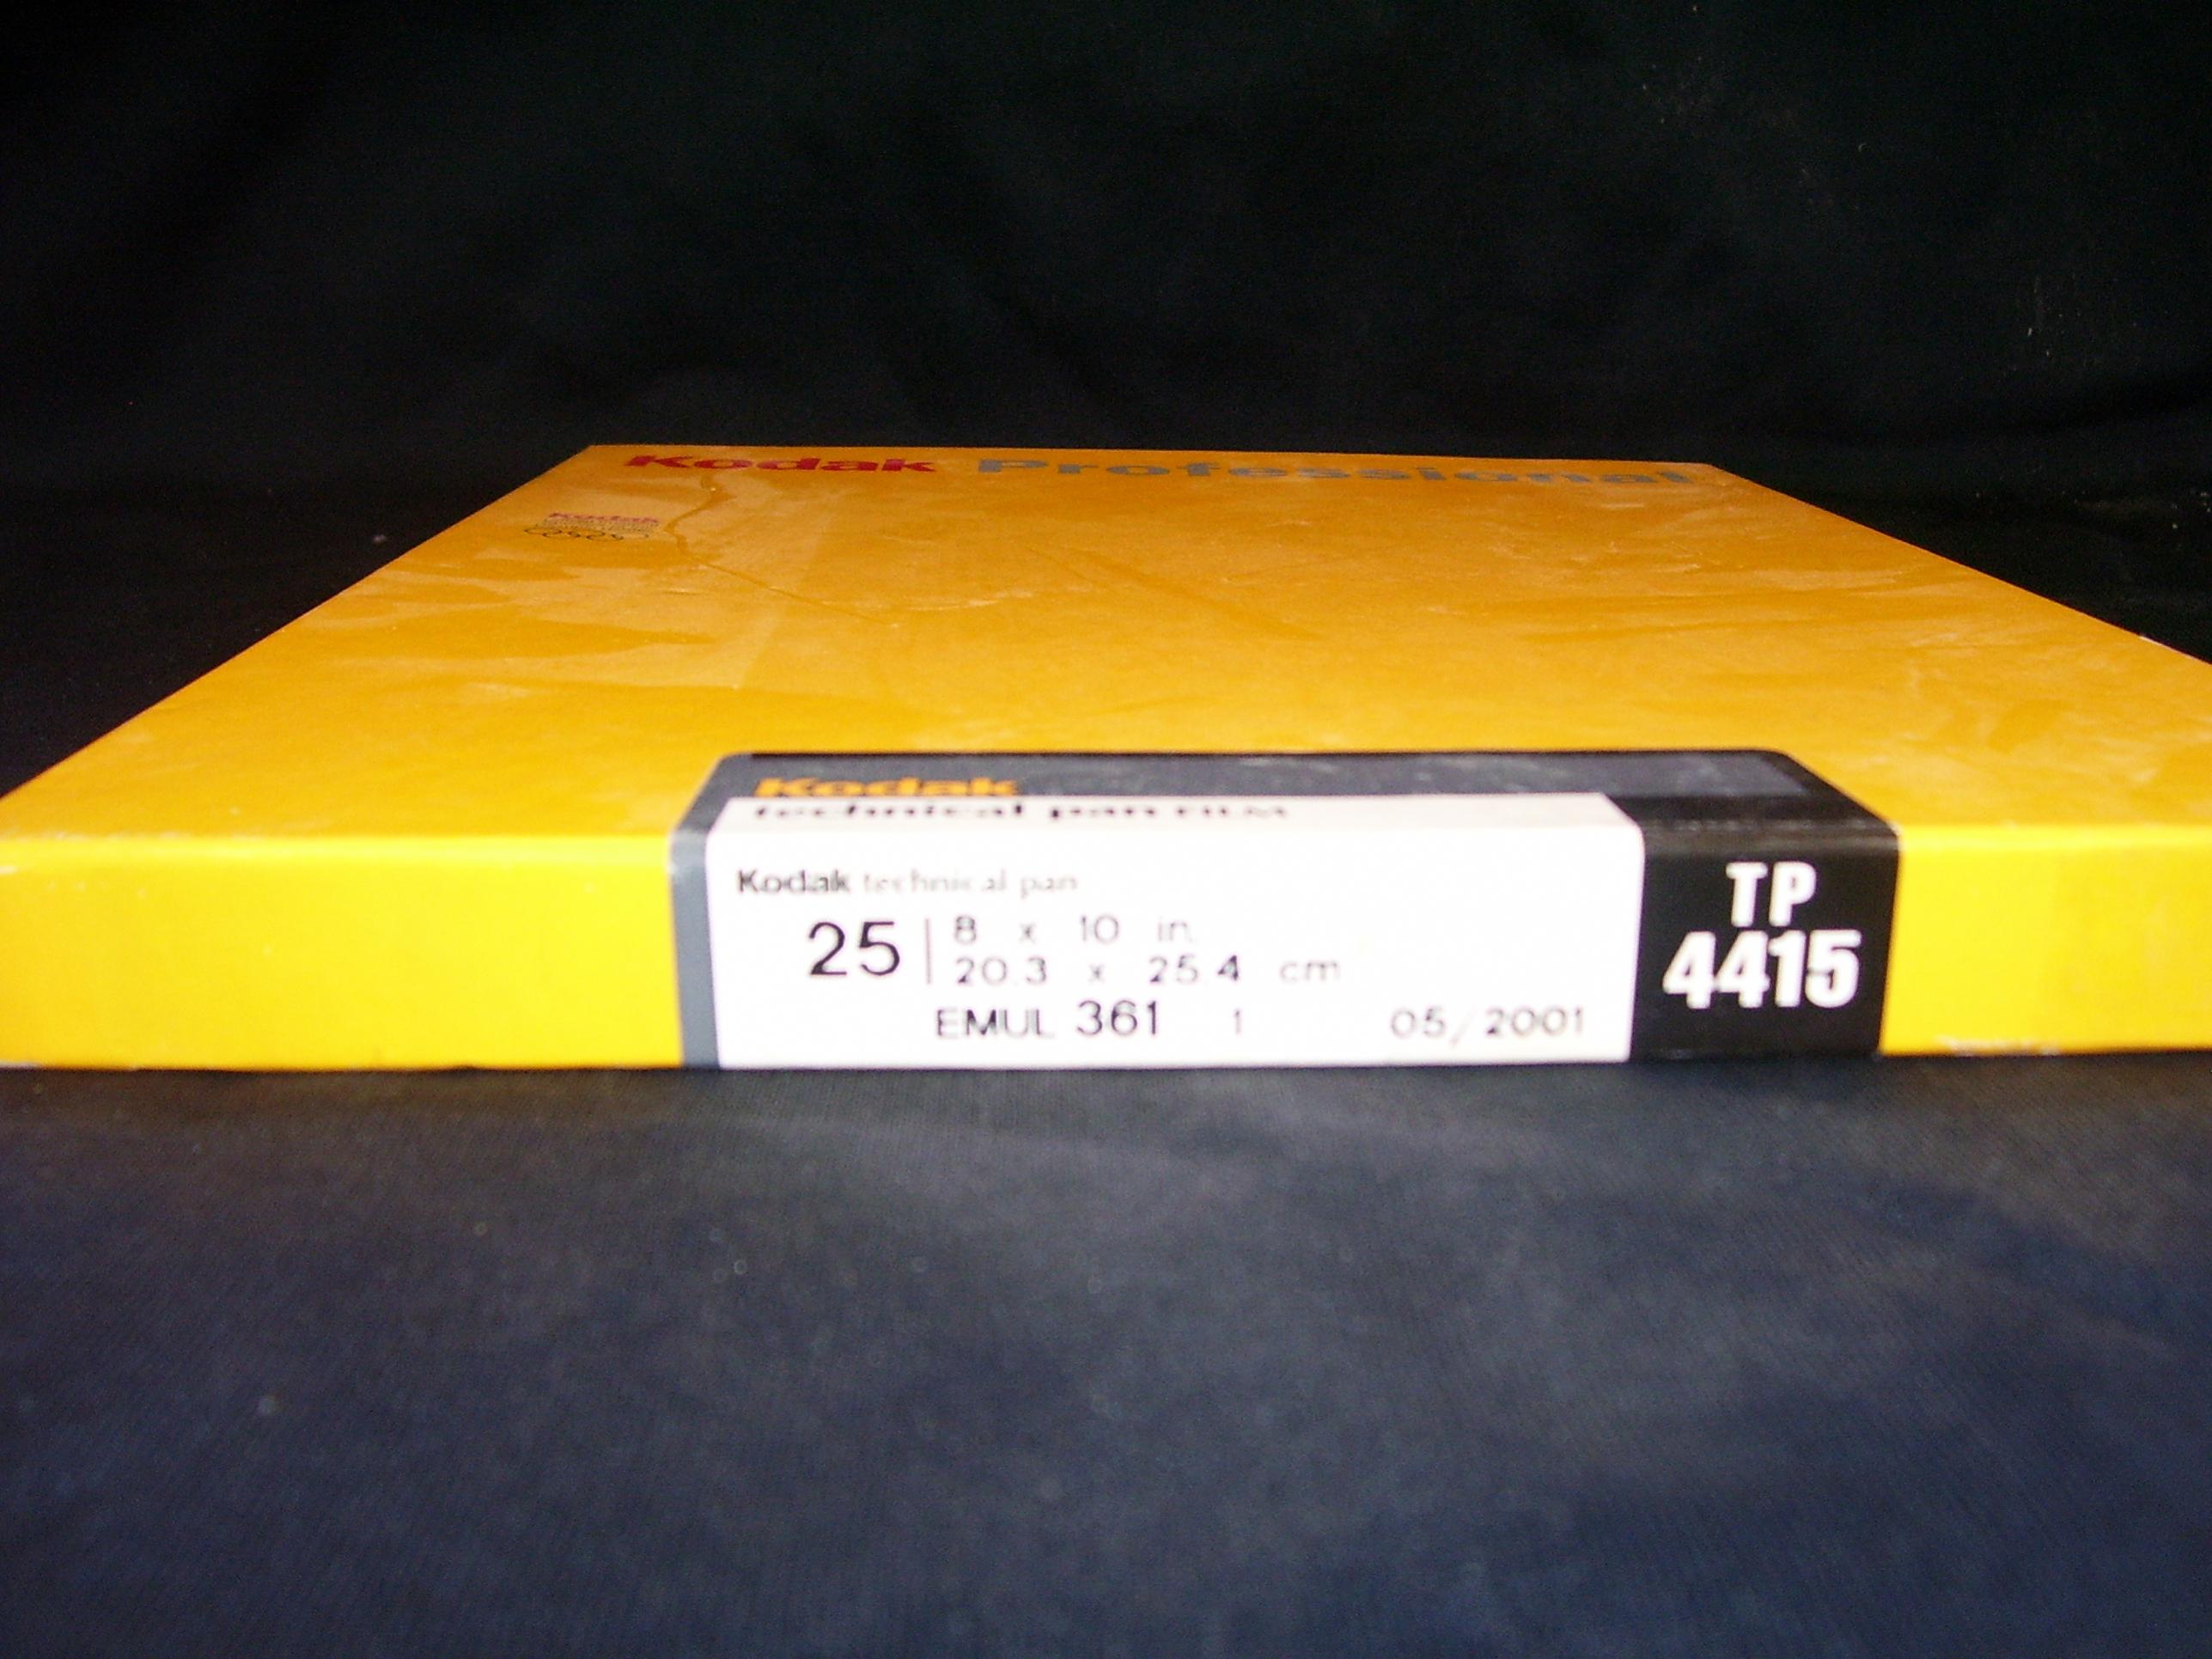 Kodak Professional
Kodak
Kodak
technical pan FILM
Kodak technical pan
25 8 x 10 in.
20.3 x 25.4 cm
EMUL 361 1 05/2001
TP
4415